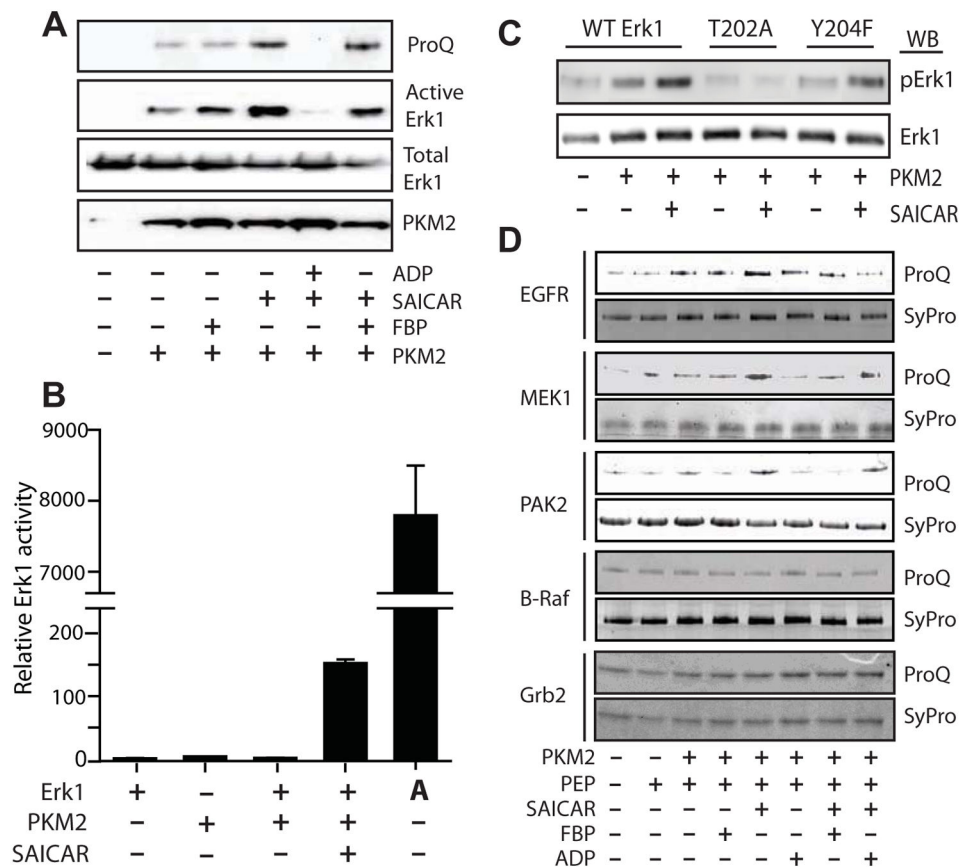 A
ProQ
Active
Erk1
Total
Erk1
PKM2
– – – – + – ADP
– – – + + + SAICAR
– – + – – + FBP
– + + + + + PKM2
B
9000
8000
7000
200
100
0
Relative Erk1 activity
Erk1 + – + + A
PKM2 – + + + –
SAICAR – – – + –
C
WT Erk1 T202A Y204F WB
pErk1
Erk1
– + + + + + + PKM2
– – + – + – + SAICAR
D
EGFR
ProQ
SyPro
MEK1
ProQ
SyPro
PAK2
ProQ
SyPro
B-Raf
ProQ
SyPro
Grb2
ProQ
SyPro
PKM2 – – + + + + + +
PEP – + + + + + + +
SAICAR – – – – + – + +
FBP – – – + – – + –
ADP – – – – – + – +